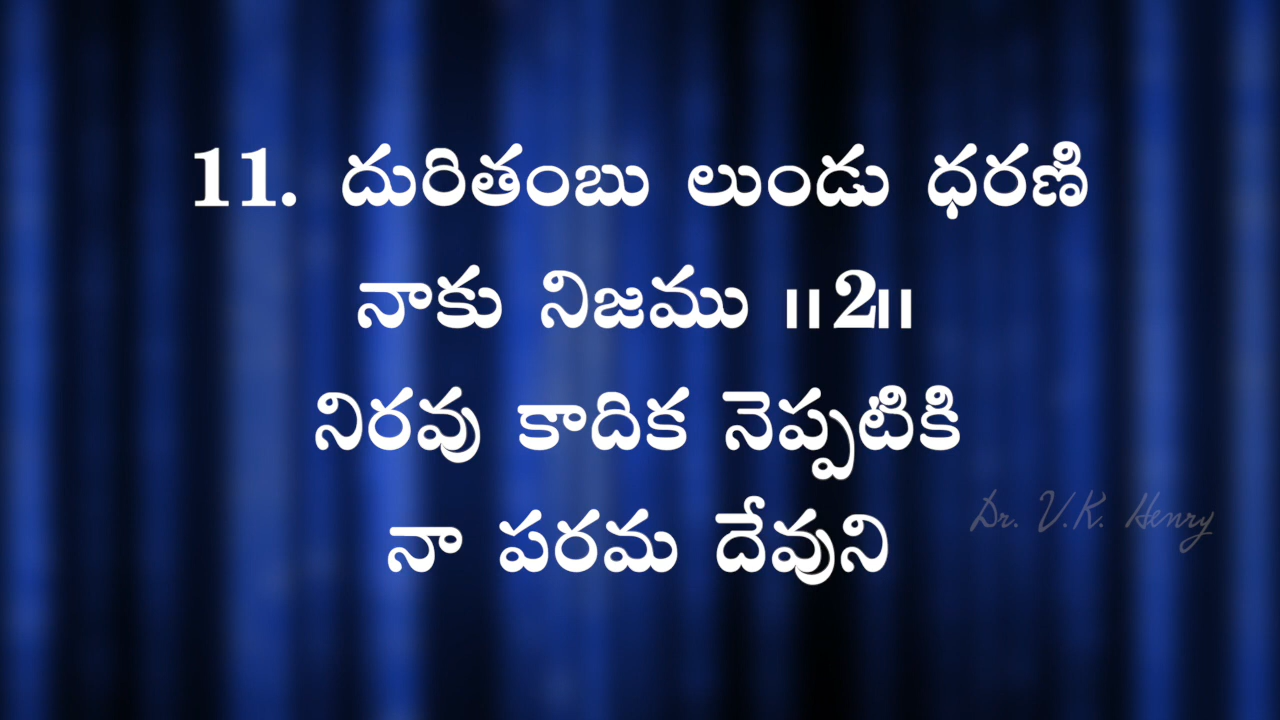 11. దురితంబు లుండు ధరణి
నాకు నిజము ॥2॥
నిరవు కాదిక నెప్పటికి
నా పరమ దేవుని
Dr. V.K. Henry